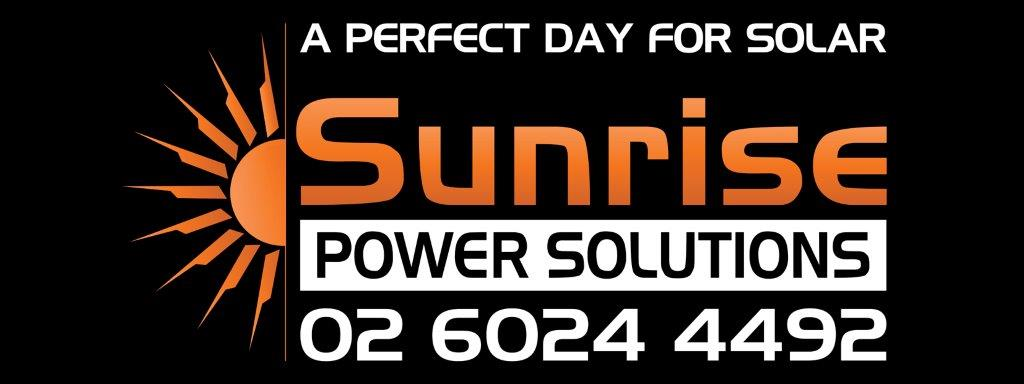 A PERFECT DAY FOR SOLAR
Sunrise
POWER SOLUTIONS
02 6024 4492